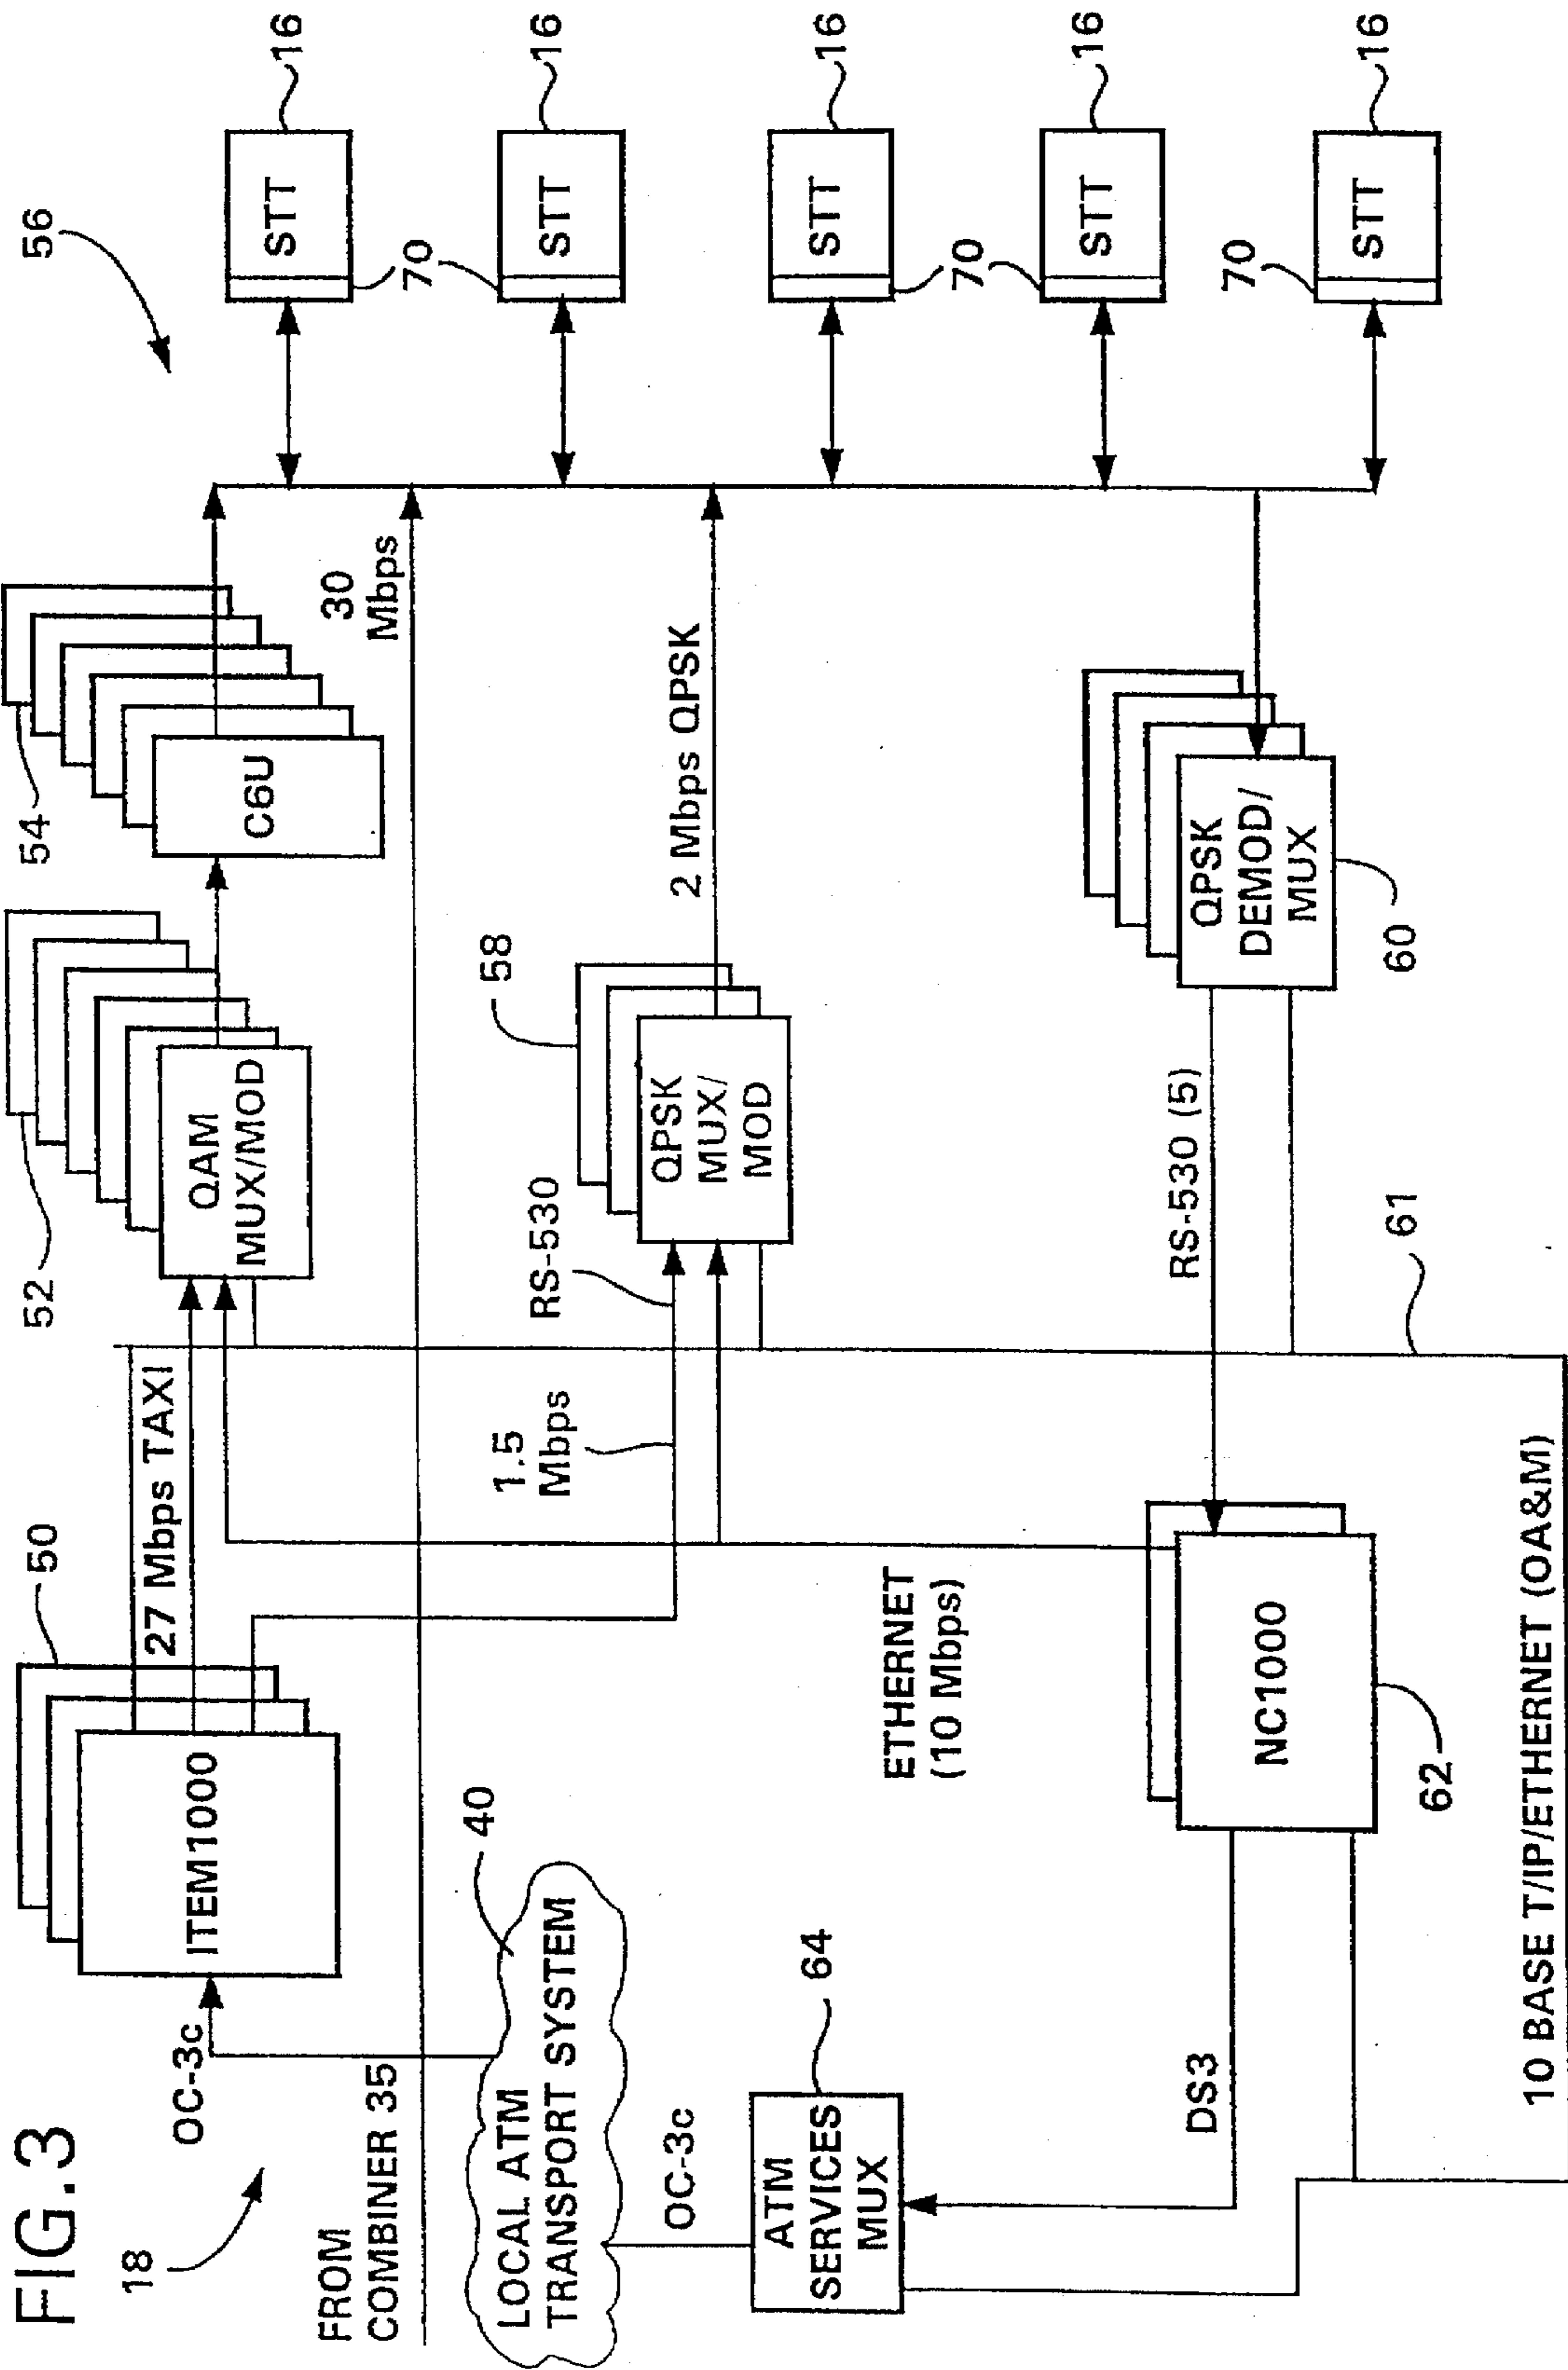 FIG.3
18
OC-3c
ITEM1000
50
27 Mbps TAXI
52
QAM
MUX/MOD
54
C6U
30
Mbps
56
FROM
COMBINER 35
LOCAL ATM
TRANSPORT SYSTEM
40
OC-3c
ATM
SERVICES
MUX
64
1.5
Mbps
RS-530
QPSK
MUX/
MOD
58
2 Mbps QPSK
ETHERNET
(10 Mbps)
DS3
NC1000
62
RS-530 (5)
QPSK
DEMOD/
MUX
60
61
10 BASE T/IP/ETHERNET (OA&M)
STT
16
70
STT
16
STT
16
70
STT
16
70
STT
16